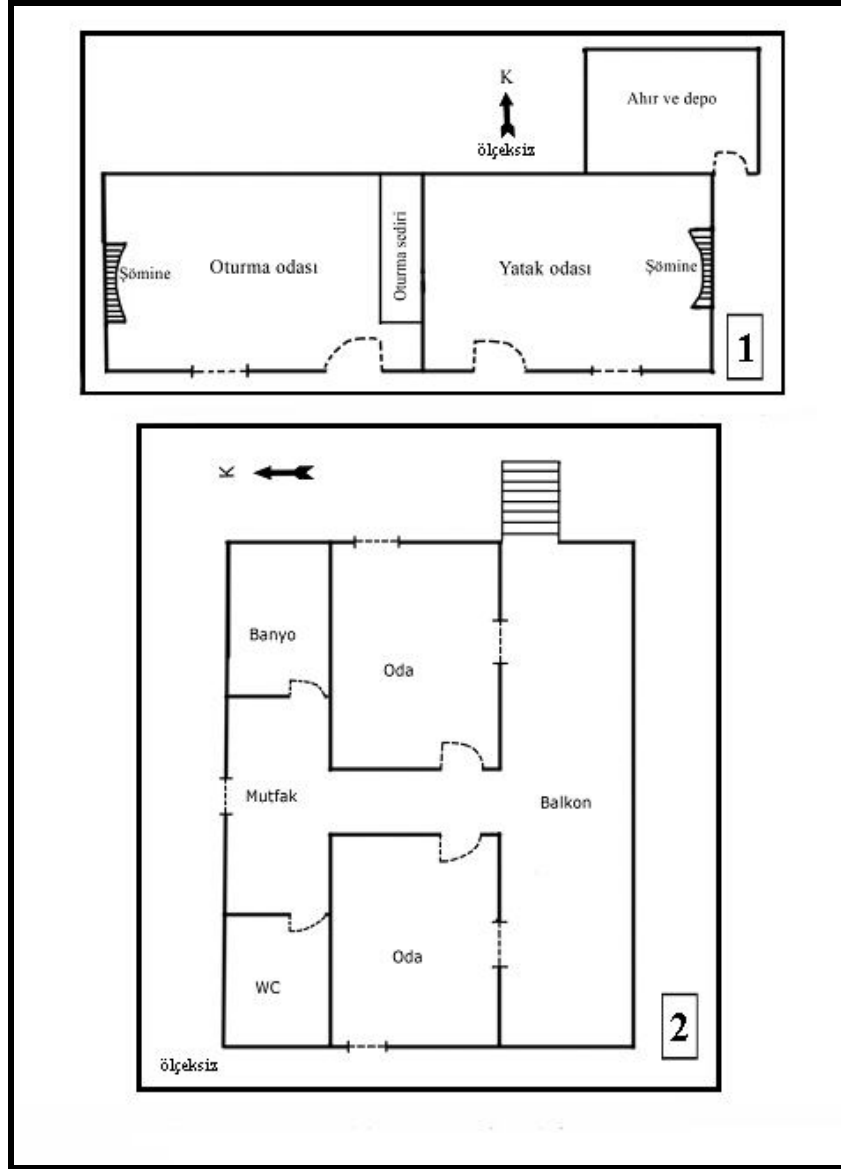 K
ölçeksiz
Ahır ve depo
Şömine
Oturma odası
Oturma sediri
Yatak odası
Şömine
1
K
Banyo
Oda
Mutfak
Balkon
Oda
WC
2
ölçeksiz